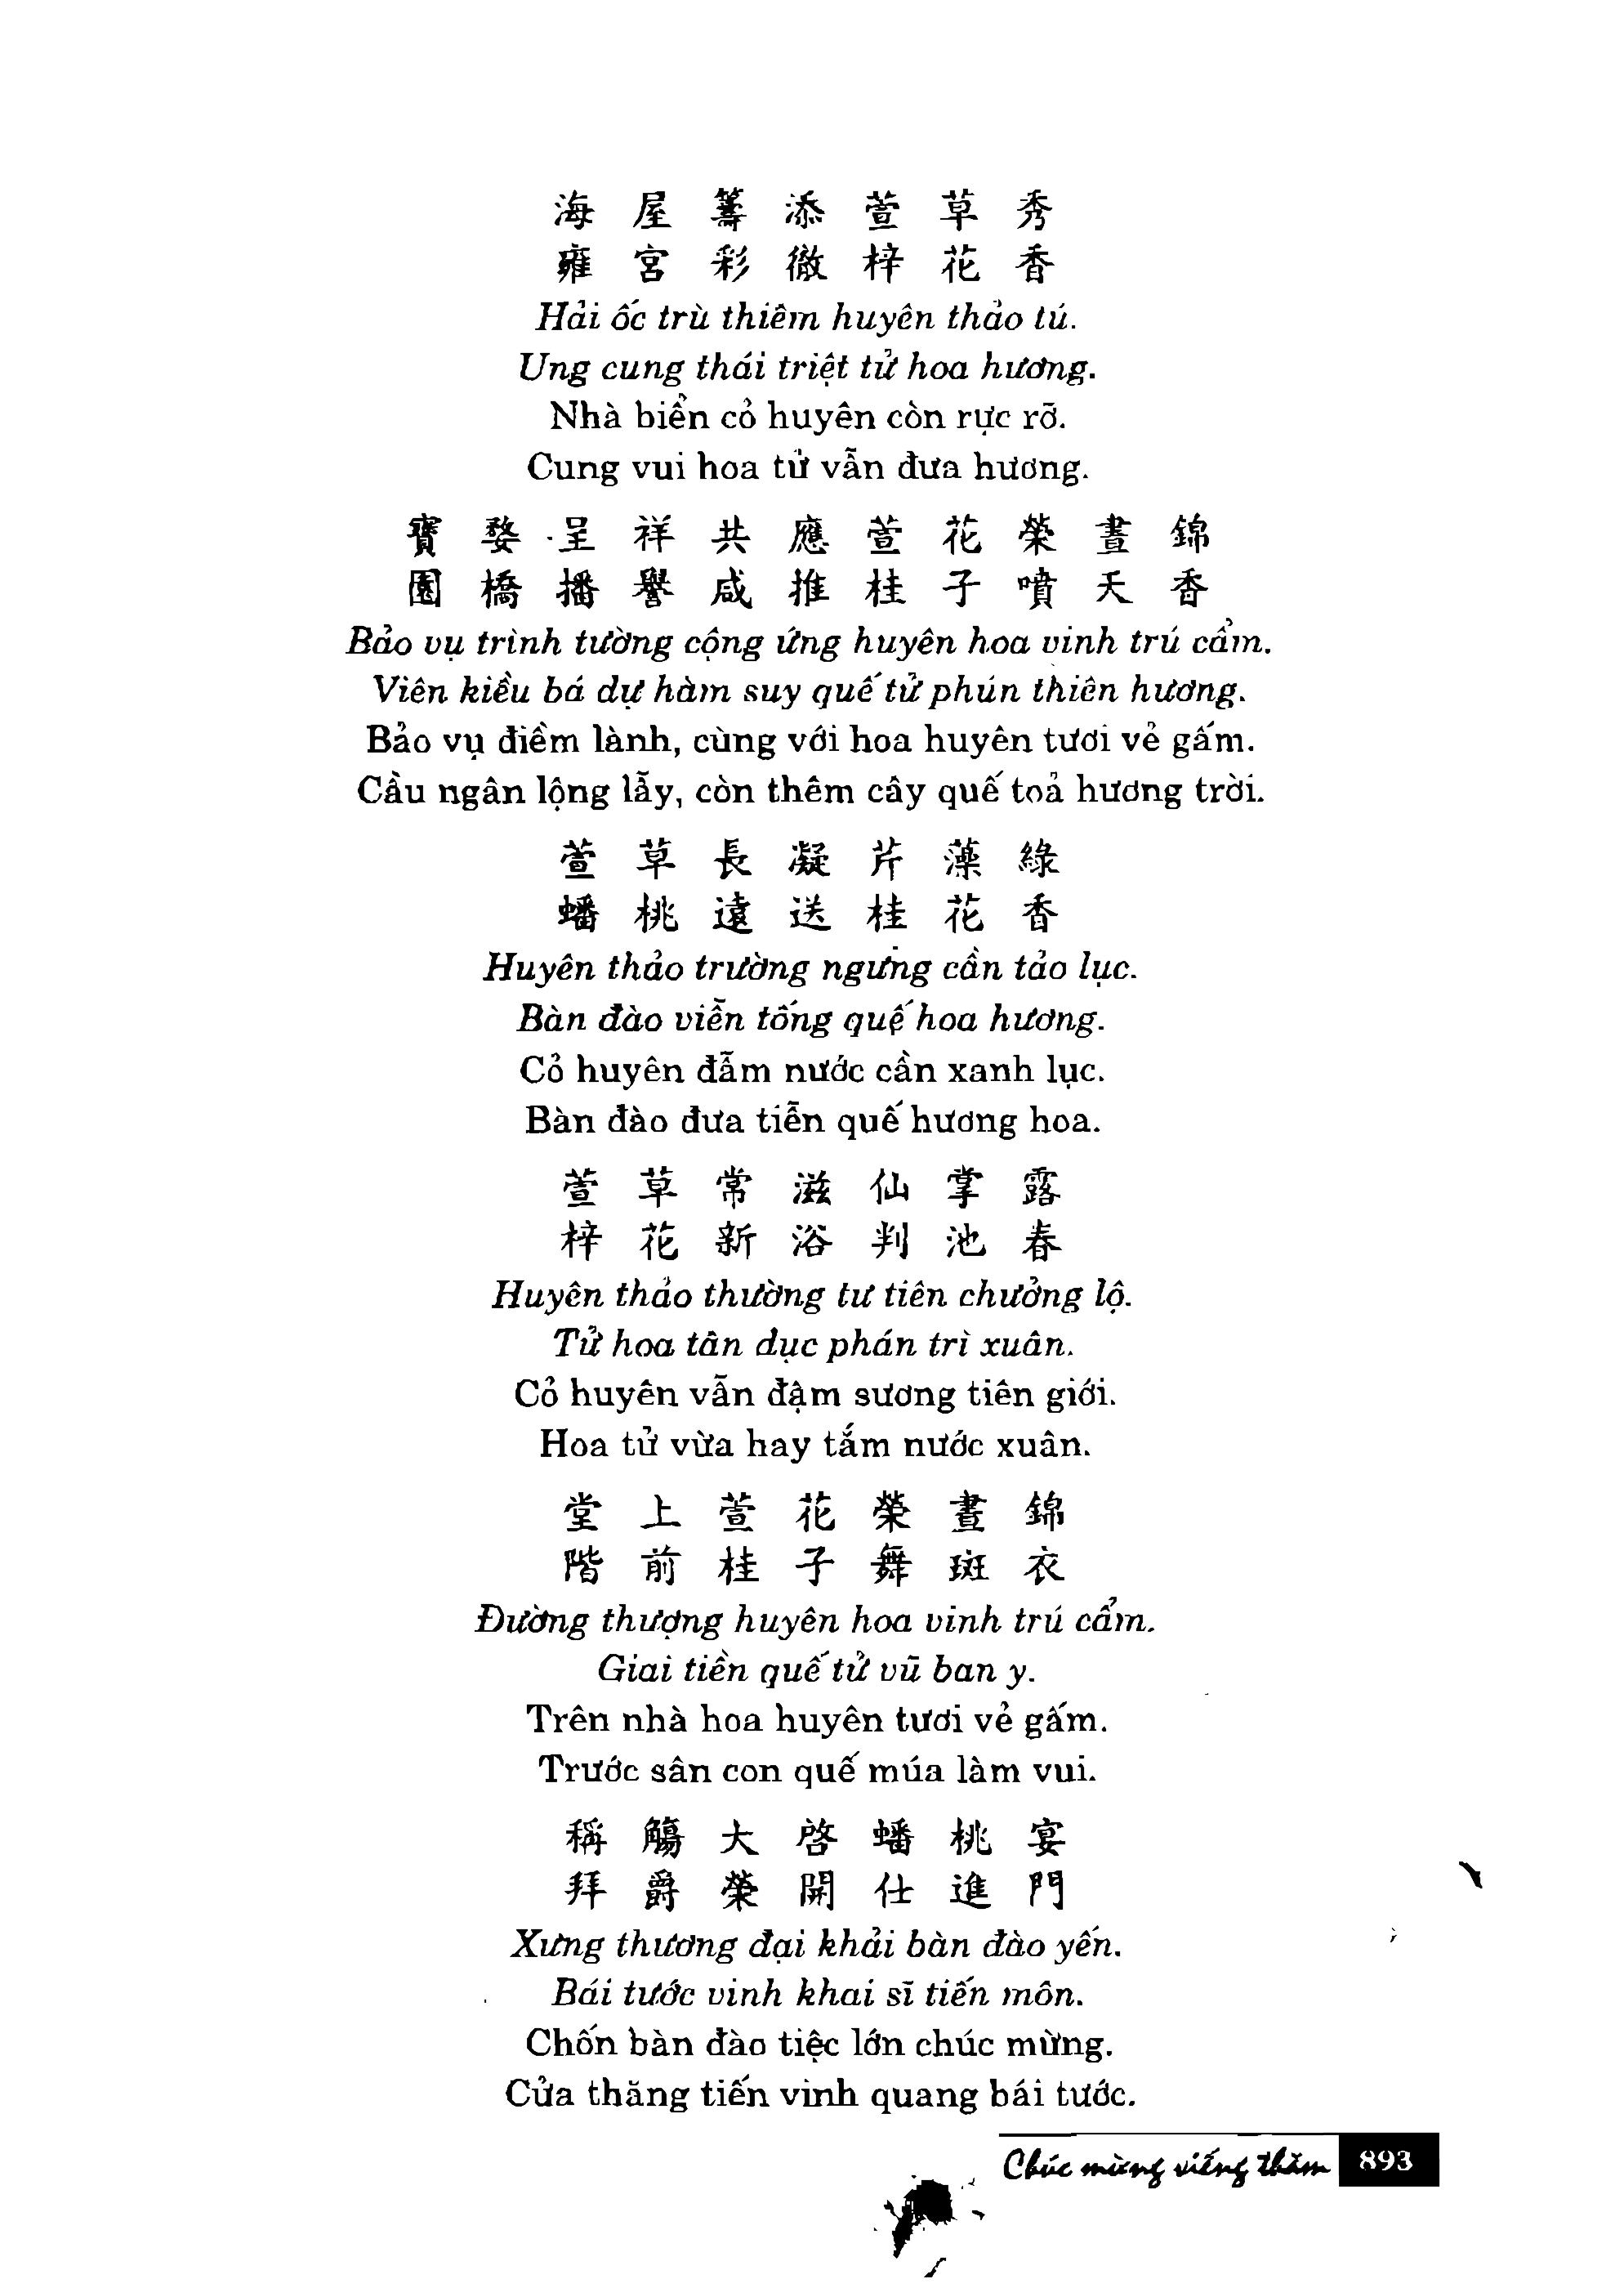 海屋籌添萱草秀
雍宮彩徹梓花香
Hải ốc trù thiêm huyên thảo tú.
Ung cung thái triệt tử hoa hương.
Nhà biển cỏ huyên còn rực rỡ.
Cung vui hoa tử vẫn đưa hương.
寶婺呈祥共應萱花榮晝錦
園橋播譽咸推桂子噴天香
Bảo vụ trình tường cộng ứng huyên hoa vinh trú cẩm.
Viên kiều bá dự hàm suy quế tử phún thiên hương.
Bảo vụ điềm lành, cùng với hoa huyên tươi vẻ gấm.
Cầu ngân lộng lẫy, còn thêm cây quế toả hương trời.
萱草長凝芹藻綠
蟠桃遠送桂花香
Huyên thảo trường ngưng cần tảo lục.
Bàn đào viễn tống quế hoa hương.
Cỏ huyên đẫm nước cần xanh lục.
Bàn đào đưa tiễn quế hương hoa.
萱草常滋仙掌露
梓花新浴判池春
Huyên thảo thường tư tiên chưởng lộ.
Tử hoa tân dục phán trì xuân.
Cỏ huyên vẫn đậm sương tiên giới.
Hoa tử vừa hay tắm nước xuân.
堂上萱花榮晝錦
階前桂子舞斑衣
Đường thượng huyên hoa vinh trú cẩm.
Giai tiền quế tử vũ ban y.
Trên nhà hoa huyên tươi vẻ gấm.
Trước sân con quế múa làm vui.
稱觴大啓蟠桃宴
拜爵榮開仕進門
Xưng thương đại khải bàn đào yến.
Bái tước vinh khai sĩ tiến môn.
Chốn bàn đào tiệc lớn chúc mừng.
Cửa thăng tiến vinh quang bái tước.
Chúc mừng viếng thăm 893